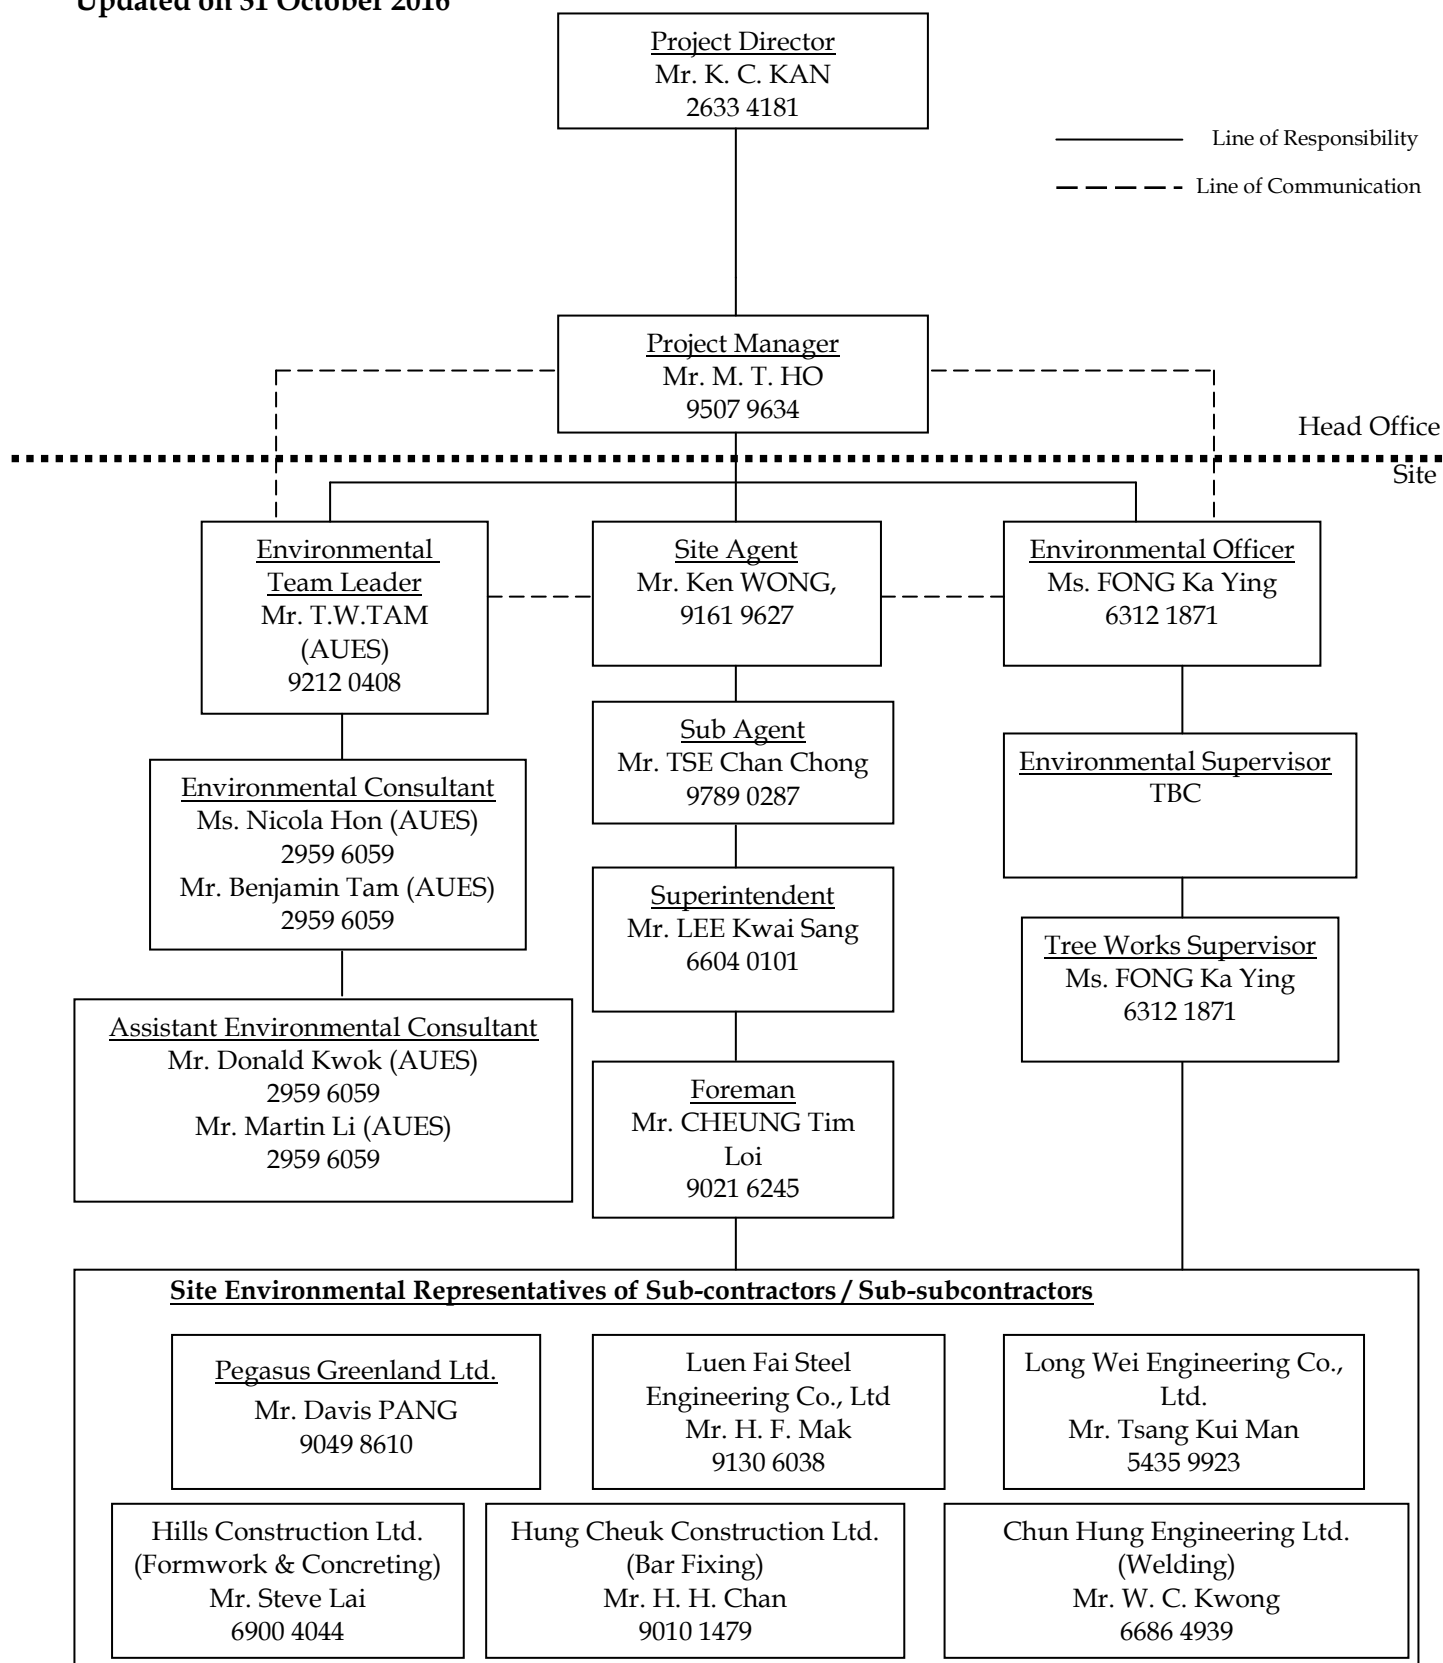 Updated on 31 October 2016
Project Director
Mr. K. C. KAN
2633 4181
Line of Responsibility
Line of Communication
Project Manager
Mr. M. T. HO
9507 9634
Head Office
Site
Environmental
Team Leader
Mr. T.W.TAM
(AUES)
9212 0408
Site Agent
Mr. Ken WONG,
9161 9627
Environmental Officer
Ms. FONG Ka Ying
6312 1871
Sub Agent
Mr. TSE Chan Chong
9789 0287
Environmental Supervisor
TBC
Environmental Consultant
Ms. Nicola Hon (AUES)
2959 6059
Mr. Benjamin Tam (AUES)
2959 6059
Superintendent
Mr. LEE Kwai Sang
6604 0101
Tree Works Supervisor
Ms. FONG Ka Ying
6312 1871
Assistant Environmental Consultant
Mr. Donald Kwok (AUES)
2959 6059
Mr. Martin Li (AUES)
2959 6059
Foreman
Mr. CHEUNG Tim
Loi
9021 6245
Site Environmental Representatives of Sub-contractors / Sub-subcontractors
Pegasus Greenland Ltd.
Mr. Davis PANG
9049 8610
Luen Fai Steel
Engineering Co., Ltd
Mr. H. F. Mak
9130 6038
Long Wei Engineering Co.,
Ltd.
Mr. Tsang Kui Man
5435 9923
Hills Construction Ltd.
(Formwork & Concreting)
Mr. Steve Lai
6900 4044
Hung Cheuk Construction Ltd.
(Bar Fixing)
Mr. H. H. Chan
9010 1479
Chun Hung Engineering Ltd.
(Welding)
Mr. W. C. Kwong
6686 4939